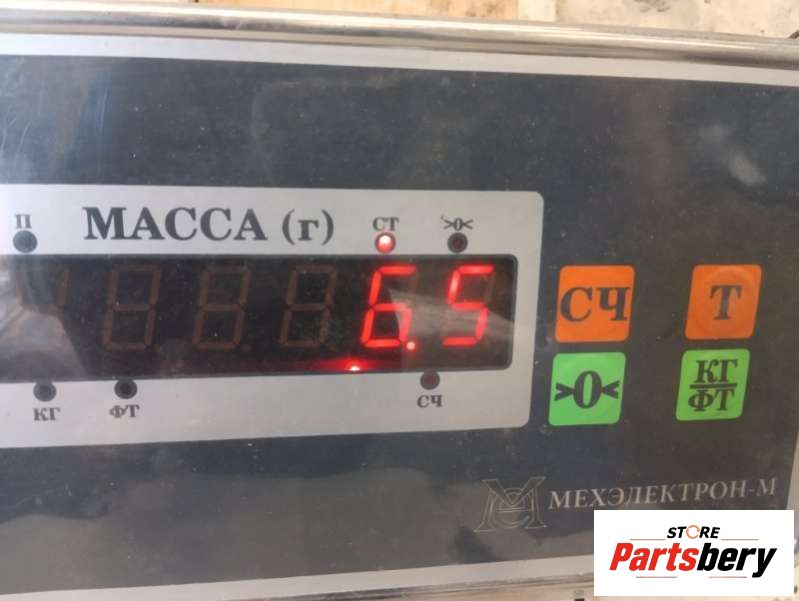 П МАССА (г) СТ >0<
6.5
КГ ФТ СЧ
СЧ Т
>0< КГ/ФТ
МЕХЭЛЕКТРОН-М
STORE
Partsbery